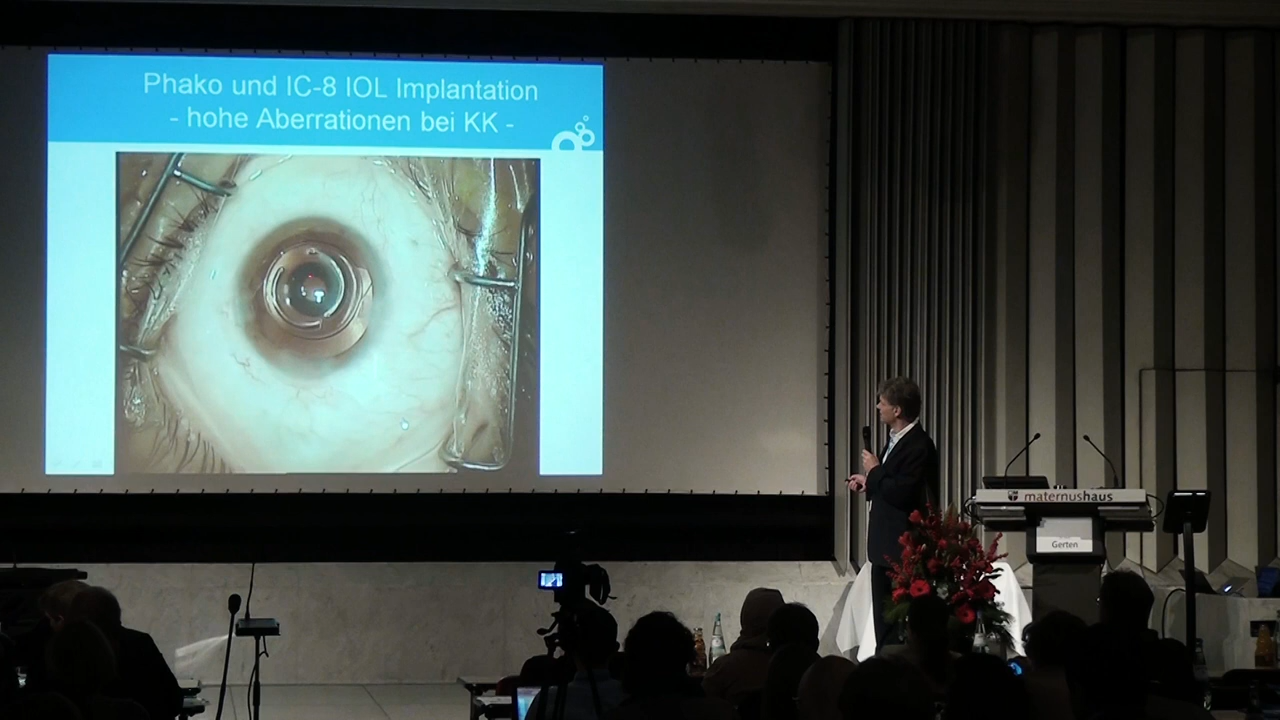 Phako und IC-8 IOL Implantation
- hohe Aberrationen bei KK -
maternushaus
Gerten